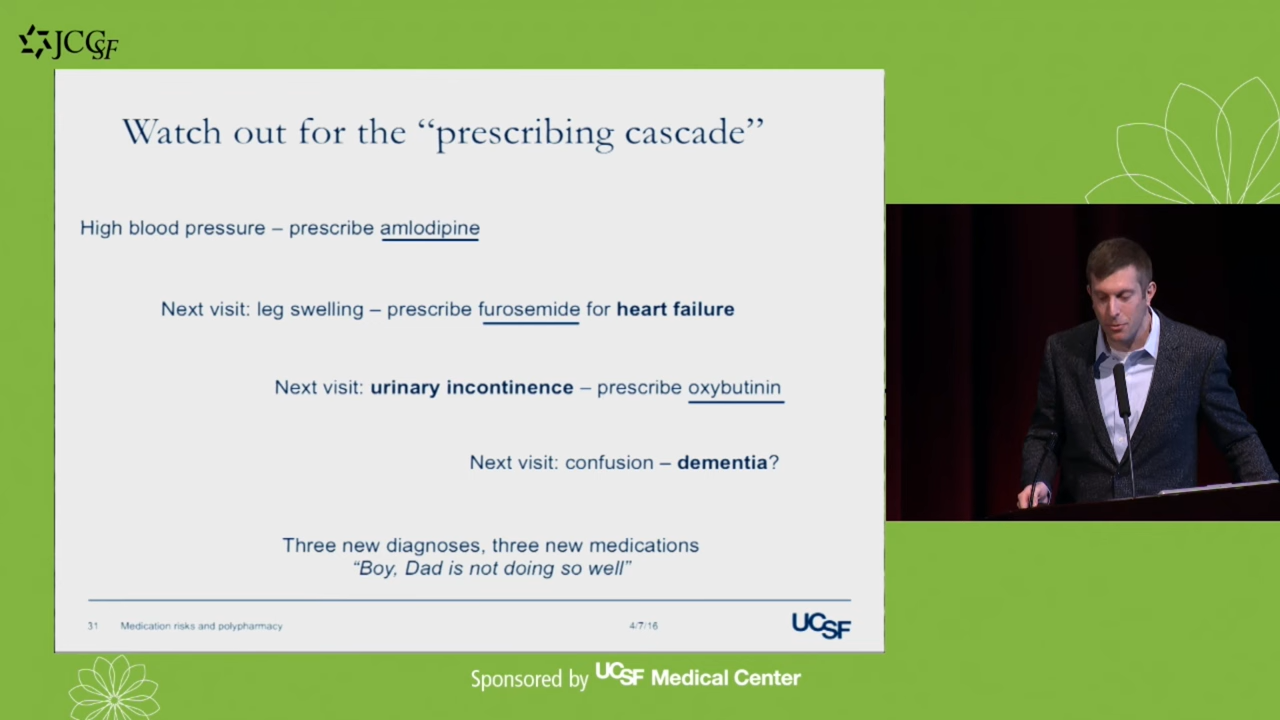 JCCSF
Watch out for the “prescribing cascade”
High blood pressure – prescribe amlodipine
Next visit: leg swelling – prescribe furosemide for heart failure
Next visit: urinary incontinence – prescribe oxybutinin
Next visit: confusion – dementia?
Three new diagnoses, three new medications
“Boy, Dad is not doing so well”
31 Medication risks and polypharmacy 4/7/16 UCSF
Sponsored by UCSF Medical Center